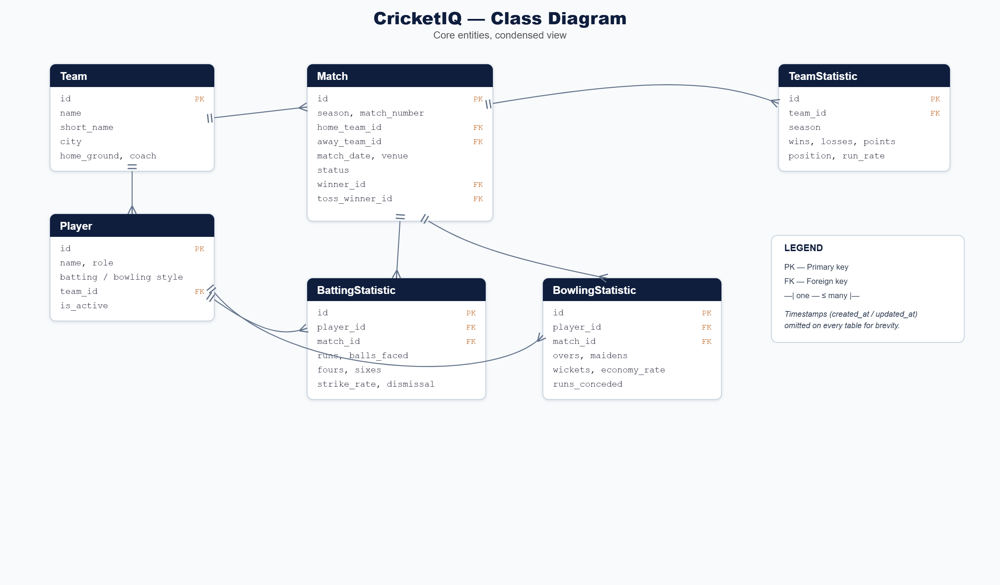 CricketIQ — Class Diagram
Core entities, condensed view
Team
id PK
name
short_name
city
home_ground, coach
Match
id PK
season, match_number
home_team_id FK
away_team_id FK
match_date, venue
status
winner_id FK
toss_winner_id FK
TeamStatistic
id PK
team_id FK
season
wins, losses, points
position, run_rate
Player
id PK
name, role
batting / bowling style
team_id FK
is_active
BattingStatistic
id PK
player_id FK
match_id FK
runs, balls_faced
fours, sixes
strike_rate, dismissal
BowlingStatistic
id PK
player_id FK
match_id FK
overs, maidens
wickets, economy_rate
runs_conceded
LEGEND
PK — Primary key
FK — Foreign key
—| one — ≤ many |—
Timestamps (created_at / updated_at)
omitted on every table for brevity.